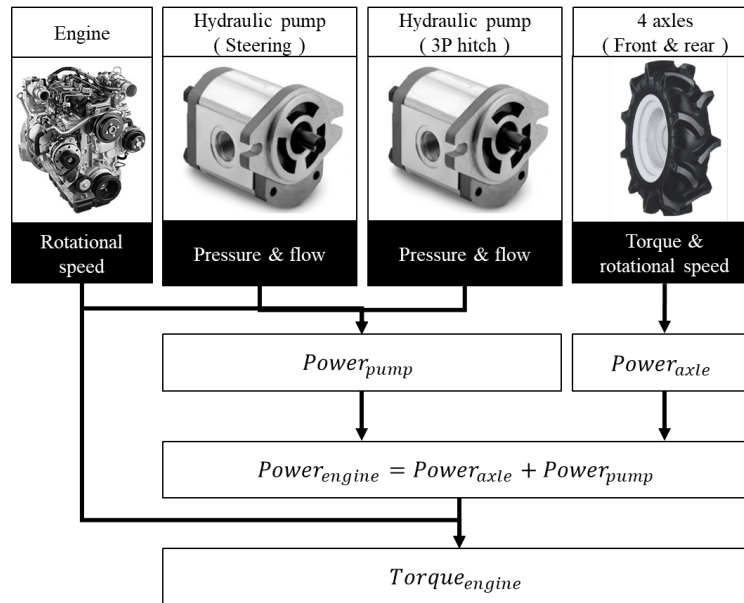 Engine
Hydraulic pump
( Steering )
Hydraulic pump
( 3P hitch )
4 axles
( Front & rear )
Rotational
speed
Pressure & flow
Pressure & flow
Torque &
rotational speed
Power_pump
Power_axle
Power_engine = Power_axle + Power_pump
Torque_engine